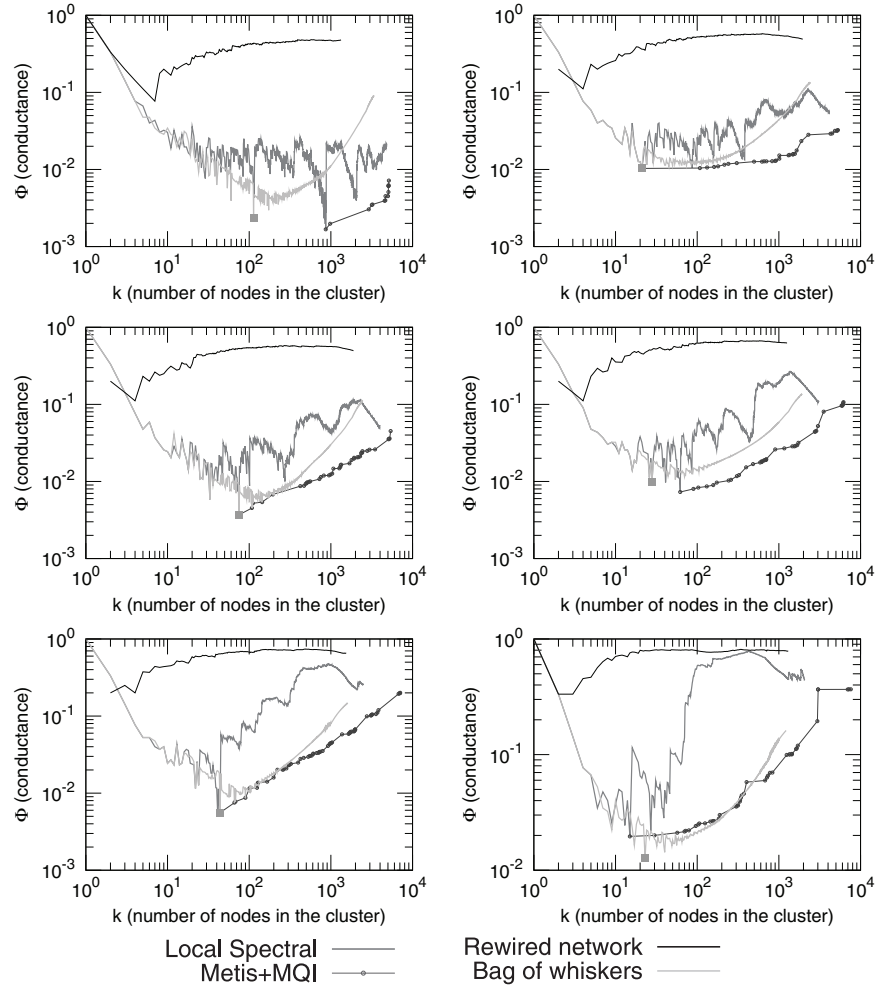 10^0
10^-1
10^-2
10^-3
Φ (conductance)
10^0 10^1 10^2 10^3 10^4
k (number of nodes in the cluster)
10^0
10^-1
10^-2
10^-3
Φ (conductance)
10^0 10^1 10^2 10^3 10^4
k (number of nodes in the cluster)
10^0
10^-1
10^-2
10^-3
Φ (conductance)
10^0 10^1 10^2 10^3 10^4
k (number of nodes in the cluster)
10^0
10^-1
10^-2
10^-3
Φ (conductance)
10^0 10^1 10^2 10^3 10^4
k (number of nodes in the cluster)
10^0
10^-1
10^-2
10^-3
Φ (conductance)
10^0 10^1 10^2 10^3 10^4
k (number of nodes in the cluster)
10^0
10^-1
10^-2
Φ (conductance)
10^0 10^1 10^2 10^3 10^4
k (number of nodes in the cluster)
Local Spectral
Metis+MQI
Rewired network
Bag of whiskers